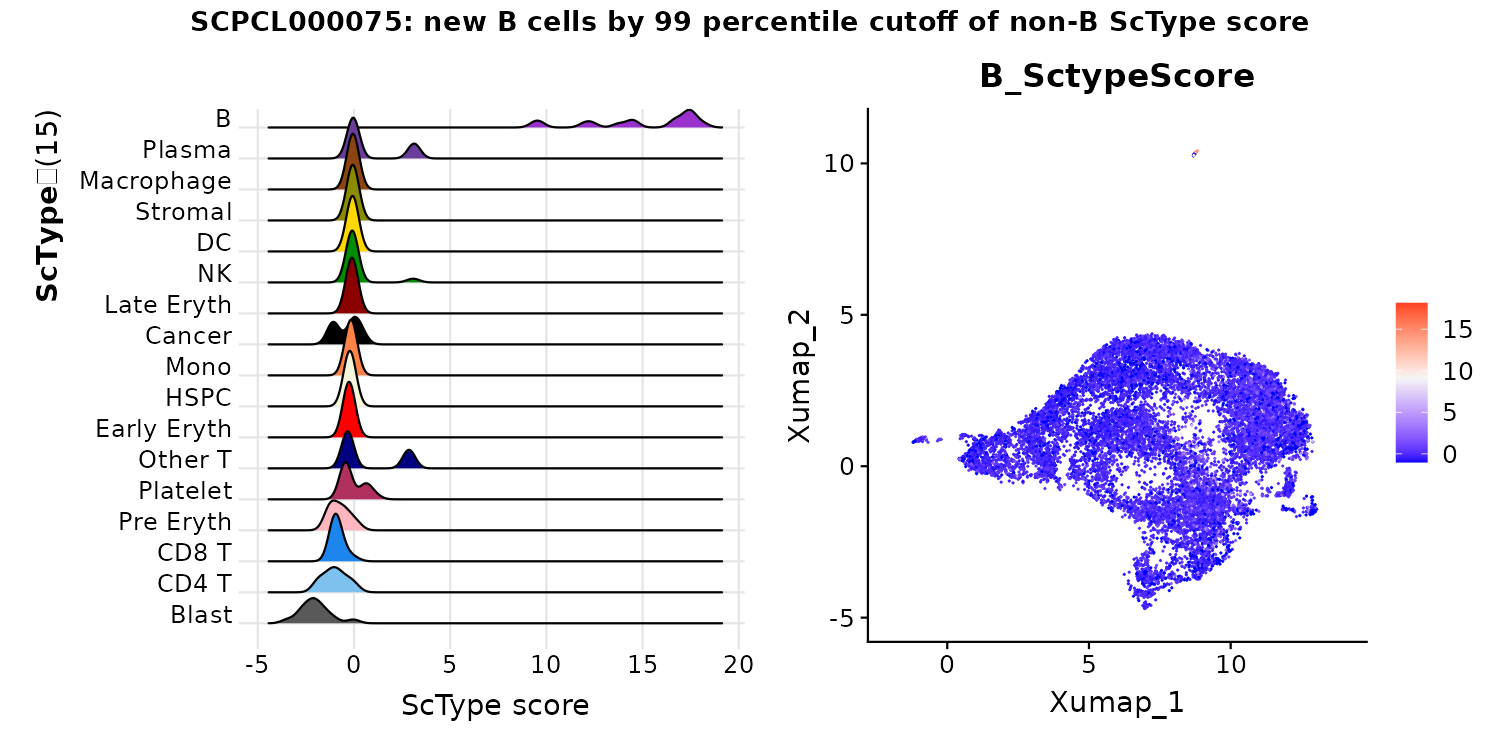 SCPCL000075: new B cells by 99 percentile cutoff of non-B ScType score
ScType□(15)
B
Plasma
Macrophage
Stromal
DC
NK
Late Eryth
Cancer
Mono
HSPC
Early Eryth
Other T
Platelet
Pre Eryth
CD8 T
CD4 T
Blast
-5 0 5 10 15 20
ScType score
B_SctypeScore
Xumap_2
10
5
0
-5
0 5 10
Xumap_1
15
10
5
0